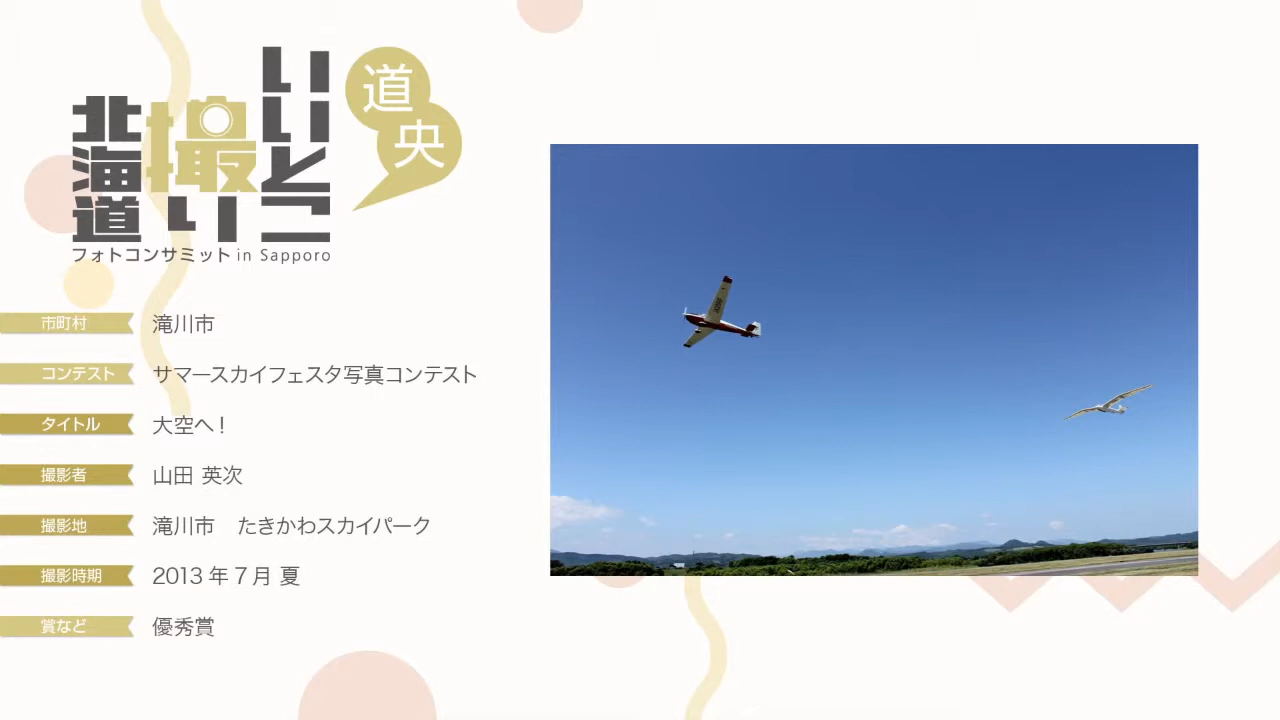 北海道
撮い
いいとこ
道央
フォトコンサミット in Sapporo
市町村 滝川市
コンテスト サマースカイフェスタ写真コンテスト
タイトル 大空へ！
撮影者 山田 英次
撮影地 滝川市　たきかわスカイパーク
撮影時期 2013 年 7 月 夏
賞など 優秀賞